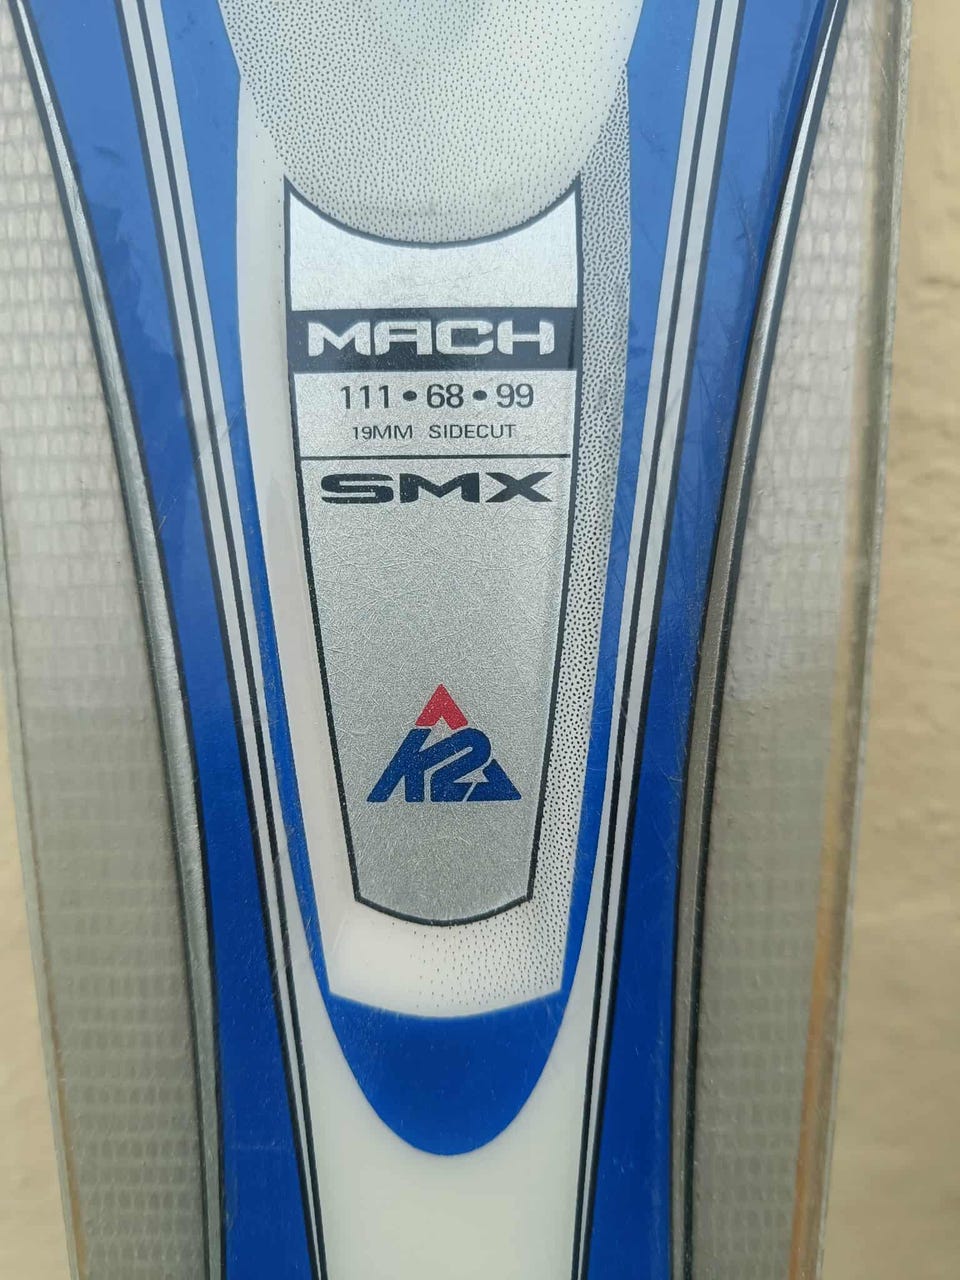 MACH
111 • 68 • 99
19MM SIDECUT
SMX
K2